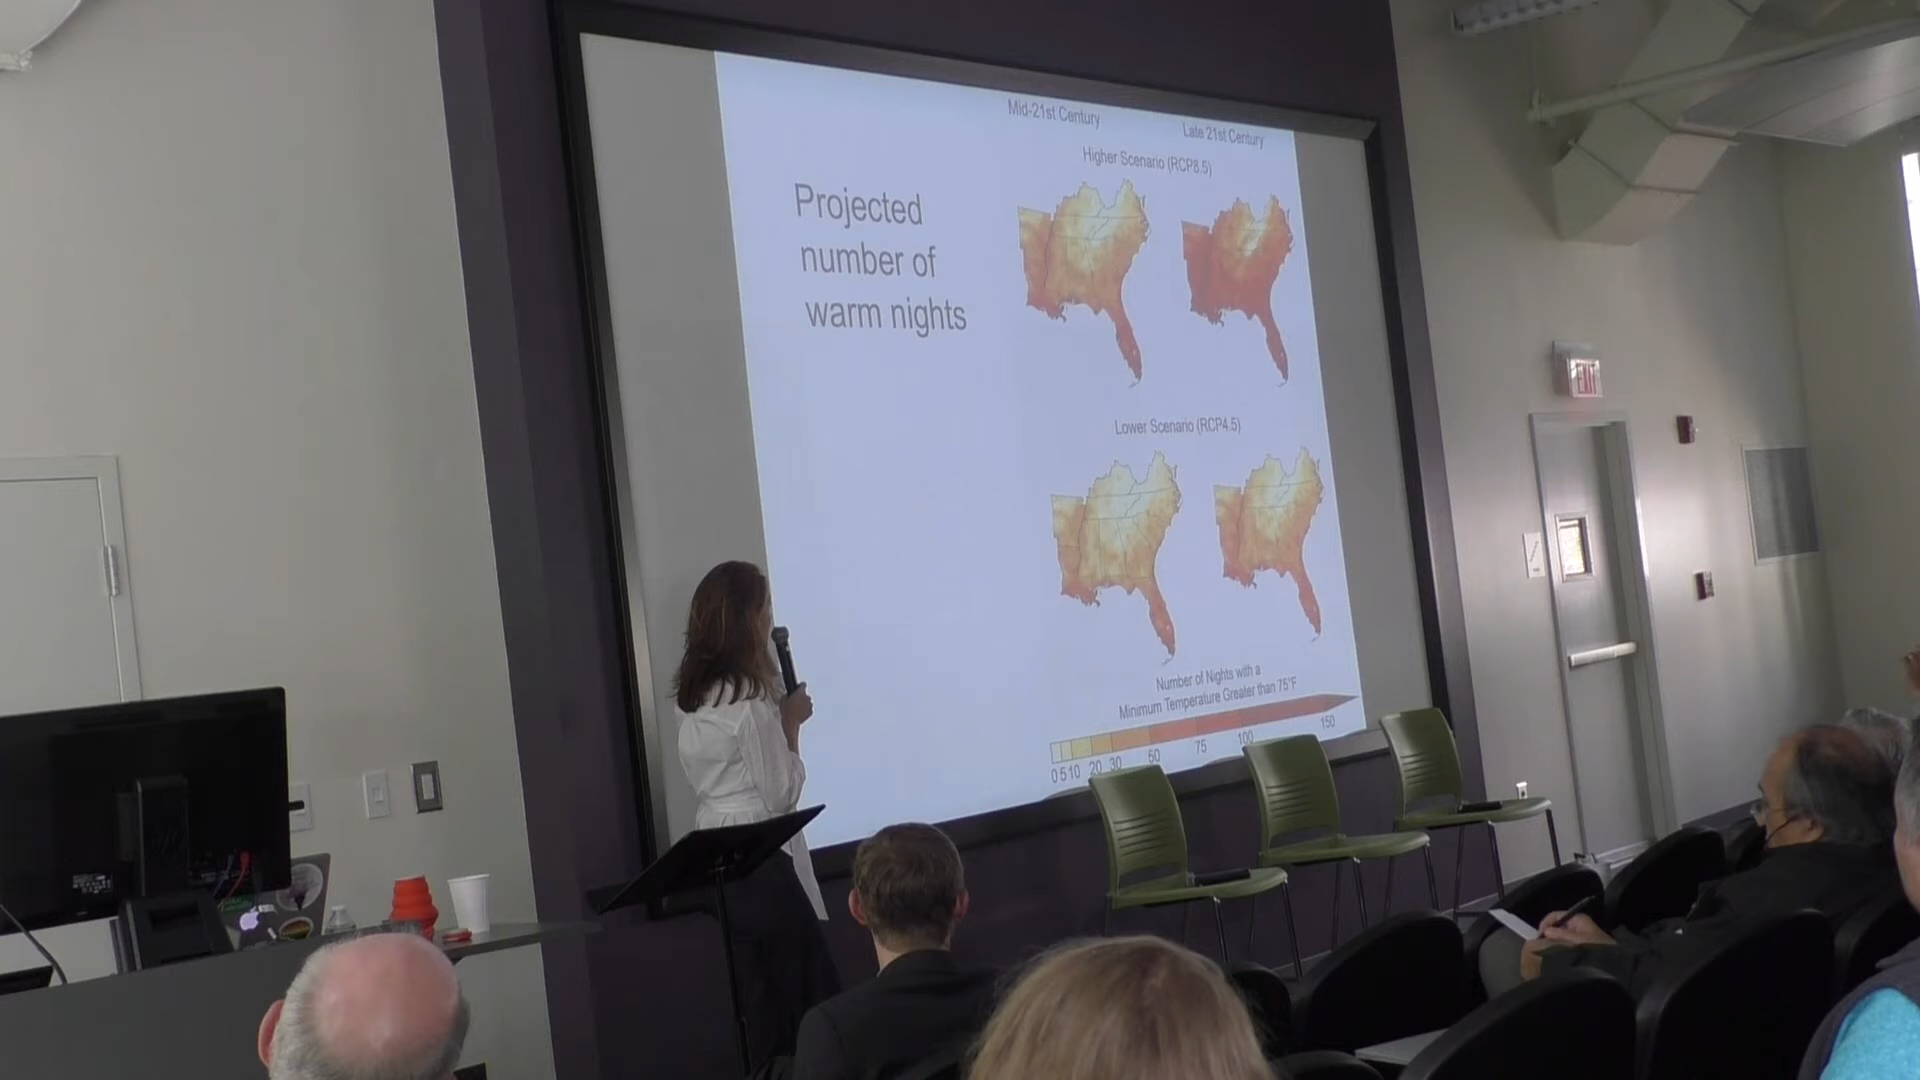 Mid-21st Century
Late 21st Century
Higher Scenario (RCP8.5)
Projected
number of
warm nights
Lower Scenario (RCP4.5)
Number of Nights with a
Minimum Temperature Greater than 75°F
0 5 10 20 30 50 75 100 150
EXIT